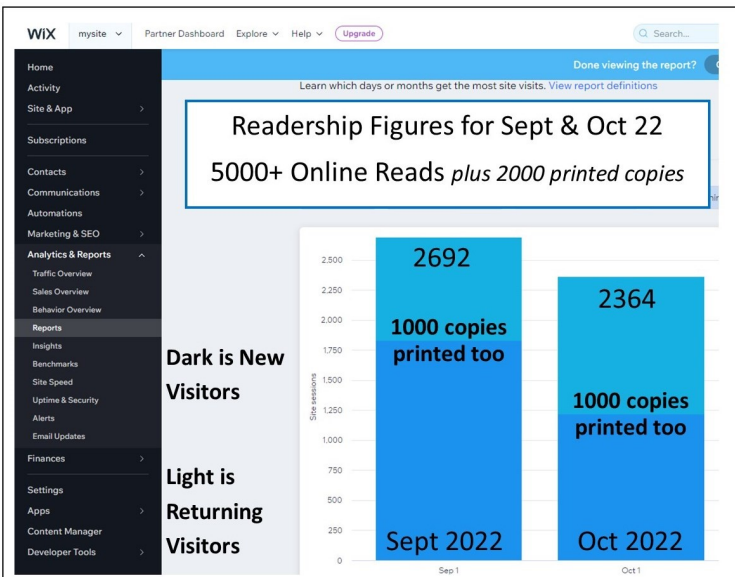 WiX mysite Partner Dashboard Explore Help Upgrade Search...
Done viewing the report?
Learn which days or months get the most site visits. View report definitions
Readership Figures for Sept & Oct 22
5000+ Online Reads plus 2000 printed copies
Home
Activity
Site & App
Subscriptions
Contacts
Communications
Automations
Marketing & SEO
Analytics & Reports
Traffic Overview
Sales Overview
Behavior Overview
Reports
Insights
Benchmarks
Site Speed
Uptime & Security
Alerts
Email Updates
Finances
Settings
Apps
Content Manager
Developer Tools
Dark is New
Visitors
Light is
Returning
Visitors
Site sessions
2,500
2,250
2,000
1,750
1,500
1,250
1,000
750
500
250
0
2692
1000 copies
printed too
Sept 2022
Sep 1
2364
1000 copies
printed too
Oct 2022
Oct 1